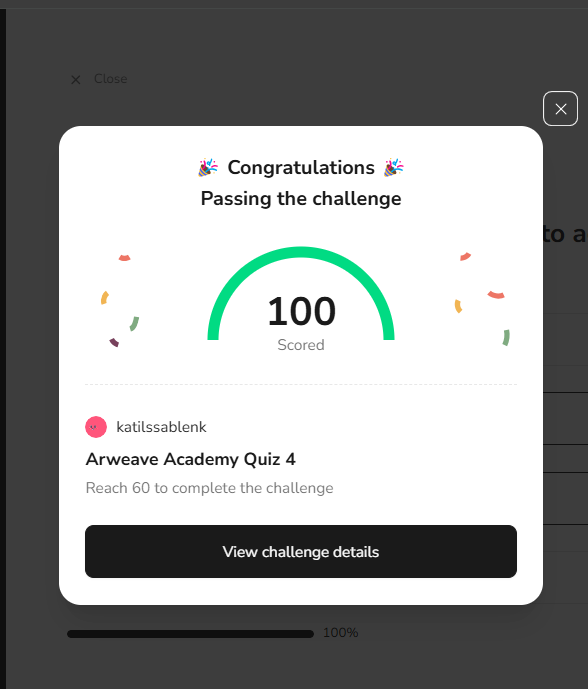 Close
🎉 Congratulations 🎉
Passing the challenge
to a
100
Scored
katilssablenk
Arweave Academy Quiz 4
Reach 60 to complete the challenge
View challenge details
100%